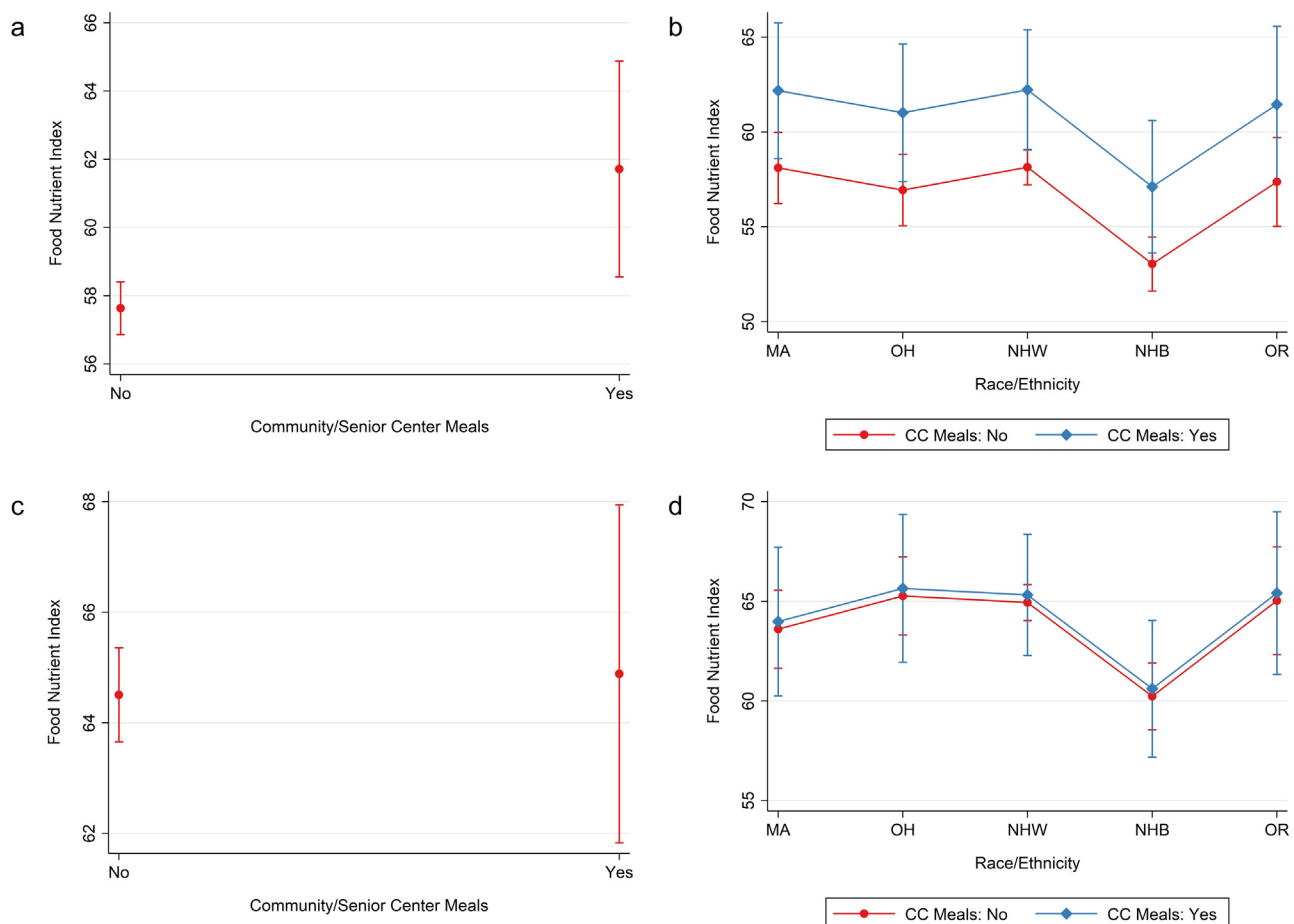 a
66
64
62
60
58
56
Food Nutrient Index
No
Yes
Community/Senior Center Meals
b
65
60
55
50
Food Nutrient Index
MA
OH
NHW
NHB
OR
Race/Ethnicity
CC Meals: No
CC Meals: Yes
c
68
66
64
62
Food Nutrient Index
No
Yes
Community/Senior Center Meals
d
70
65
60
55
Food Nutrient Index
MA
OH
NHW
NHB
OR
Race/Ethnicity
CC Meals: No
CC Meals: Yes